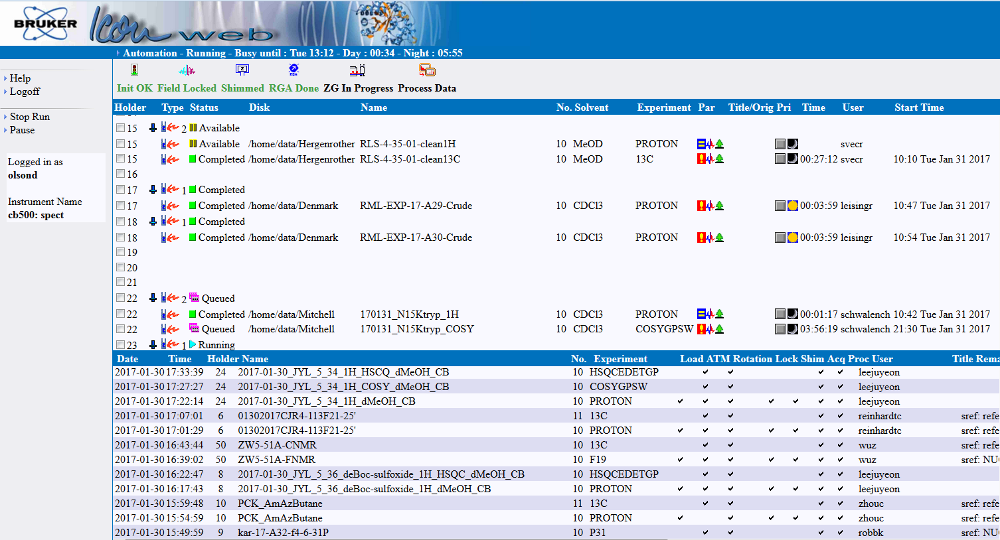 BRUKER Icon web
Automation - Running - Busy until : Tue 13:12 - Day : 00:34 - Night : 05:55
Help
Logoff
Stop Run
Pause
Logged in as
olsond
Instrument Name
cb500: spect
Init OK Field Locked Shimmed RGA Done ZG In Progress Process Data
Holder Type Status Disk Name No. Solvent Experiment Par Title/Orig Pri Time User Start Time
15 2 Available
15 Available /home/data/Hergenrother RLS-4-35-01-clean1H 10 MeOD PROTON svecr
15 Completed /home/data/Hergenrother RLS-4-35-01-clean13C 10 MeOD 13C 00:27:12 svecr 10:10 Tue Jan 31 2017
16
17 1 Completed
17 Completed /home/data/Denmark RML-EXP-17-A29-Crude 10 CDCl3 PROTON 00:03:59 leisingr 10:47 Tue Jan 31 2017
18 1 Completed
18 Completed /home/data/Denmark RML-EXP-17-A30-Crude 10 CDCl3 PROTON 00:03:59 leisingr 10:54 Tue Jan 31 2017
19
20
21
22 2 Queued
22 Completed /home/data/Mitchell 170131_N15Ktryp_1H 10 CDCl3 PROTON 00:01:17 schwalench 10:42 Tue Jan 31 2017
22 Queued /home/data/Mitchell 170131_N15Ktryp_COSY 10 CDCl3 COSYGPSW 03:56:19 schwalench 21:30 Tue Jan 31 2017
23 1 Running
Date Time Holder Name No. Experiment Load ATM Rotation Lock Shim Acq Proc User Title Rema
2017-01-30 17:33:39 24 2017-01-30_JYL_5_34_1H_HSCQ_dMeOH_CB 10 HSQCEDETGP leejuyeon
2017-01-30 17:27:27 24 2017-01-30_JYL_5_34_1H_COSY_dMeOH_CB 10 COSYGPSW leejuyeon
2017-01-30 17:22:14 24 2017-01-30_JYL_5_34_1H_dMeOH_CB 10 PROTON leejuyeon
2017-01-30 17:07:01 6 01302017CJR4-113F21-25' 11 13C reinhardtc sref: refe
2017-01-30 17:01:29 6 01302017CJR4-113F21-25' 10 PROTON reinhardtc sref: refe
2017-01-30 16:43:44 50 ZW5-51A-CNMR 10 13C wuz sref: refe
2017-01-30 16:39:02 50 ZW5-51A-FNMR 10 F19 wuz sref: NU
2017-01-30 16:22:47 8 2017-01-30_JYL_5_36_deBoc-sulfoxide_1H_HSQC_dMeOH_CB 10 HSQCEDETGP leejuyeon
2017-01-30 16:17:43 8 2017-01-30_JYL_5_36_deBoc-sulfoxide_1H_dMeOH_CB 10 PROTON leejuyeon
2017-01-30 15:59:48 10 PCK_AmAzButane 11 13C zhouc sref: refe
2017-01-30 15:54:59 10 PCK_AmAzButane 10 PROTON zhouc sref: refe
2017-01-30 15:49:59 9 kar-17-A32-f4-6-31P 10 P31 robbk sref: NU